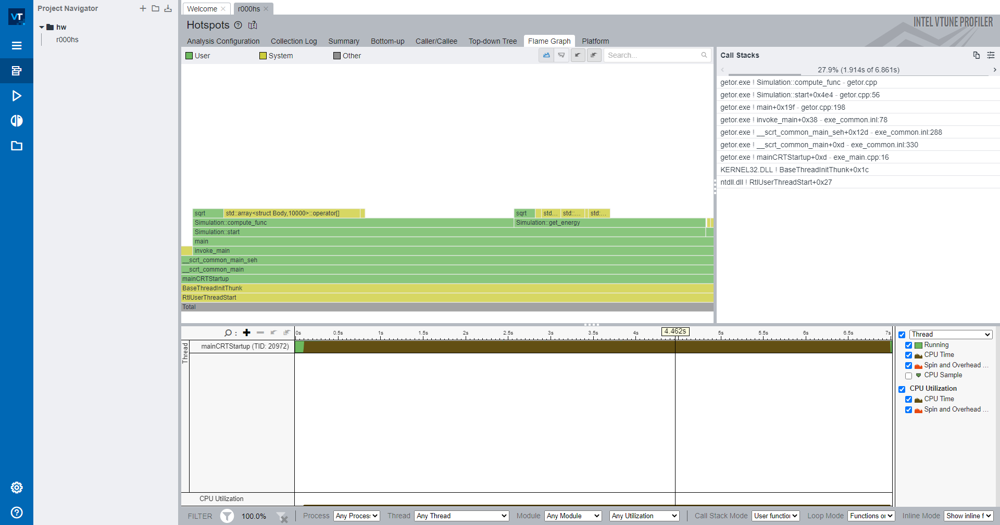 VT
Project Navigator
hw
r000hs
Welcome
r000hs
Hotspots
INTEL VTUNE PROFILER
Analysis Configuration
Collection Log
Summary
Bottom-up
Caller/Callee
Top-down Tree
Flame Graph
Platform
User
System
Other
Search...
sqrt
std::array<struct Body,10000>::operator[]
sqrt
std...
std::...
std:...
Simulation::compute_func
Simulation::get_energy
Simulation::start
main
invoke_main
__scrt_common_main_seh
__scrt_common_main
mainCRTStartup
BaseThreadInitThunk
RtlUserThreadStart
Total
Call Stacks
27.9% (1.914s of 6.861s)
getor.exe ! Simulation::compute_func - getor.cpp
getor.exe ! Simulation::start+0x4e4 - getor.cpp:56
getor.exe ! main+0x19f - getor.cpp:198
getor.exe ! invoke_main+0x38 - exe_common.inl:78
getor.exe ! __scrt_common_main_seh+0x12d - exe_common.inl:288
getor.exe ! __scrt_common_main+0xd - exe_common.inl:330
getor.exe ! mainCRTStartup+0xd - exe_main.cpp:16
KERNEL32.DLL ! BaseThreadInitThunk+0x1c
ntdll.dll ! RtlUserThreadStart+0x27
0s 0.5s 1s 1.5s 2s 2.5s 3s 3.5s 4s 4.462s 5s 5.5s 6s 6.5s 7s
Thread
mainCRTStartup (TID: 20972)
CPU Utilization
Thread
Running
CPU Time
Spin and Overhead ...
CPU Sample
CPU Utilization
CPU Time
Spin and Overhead ...
FILTER
100.0%
Process
Any Proces
Thread
Any Thread
Module
Any Module
Any Utilization
Call Stack Mode
User function
Loop Mode
Functions or
Inline Mode
Show inline f